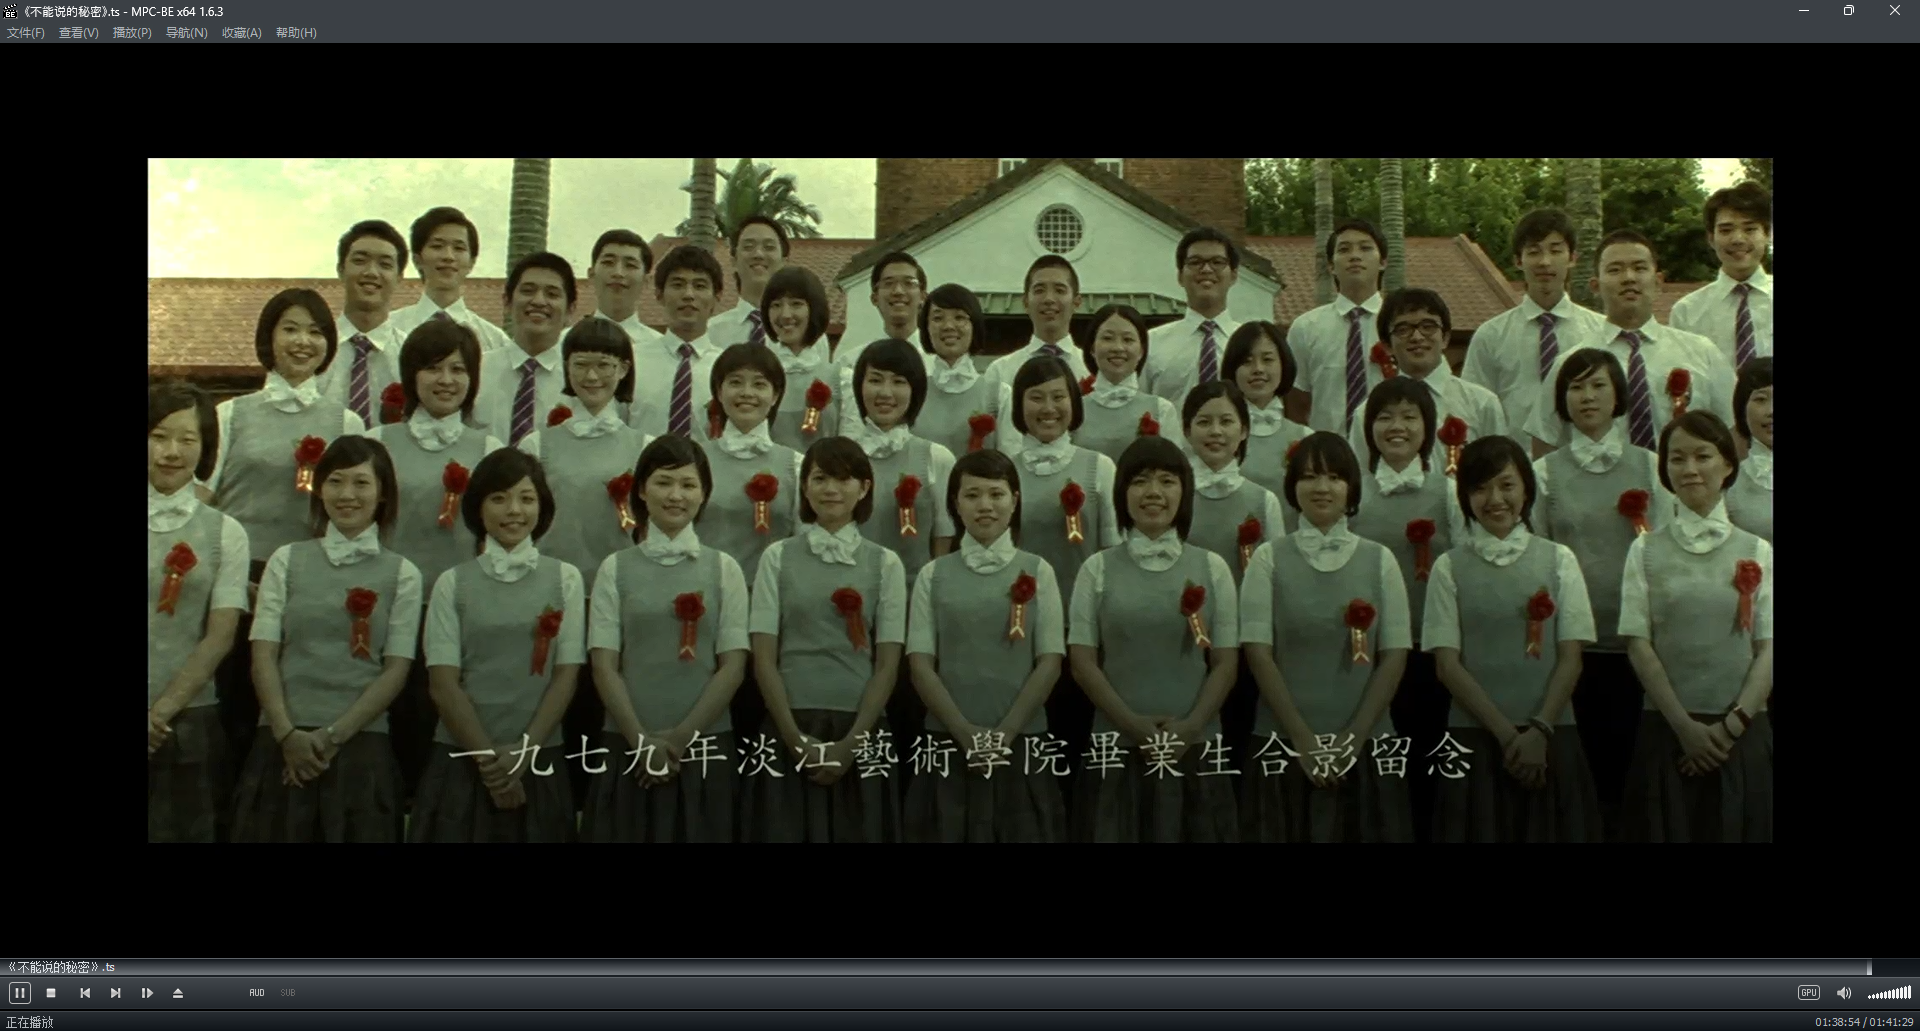 《不能说的秘密》.ts - MPC-BE x64 1.6.3
文件(F) 查看(V) 播放(P) 导航(N) 收藏(A) 帮助(H)
一九七九年淡江藝術學院畢業生合影留念
《不能说的秘密》.ts
AUD SUB GPU
正在播放 01:38:54 / 01:41:29